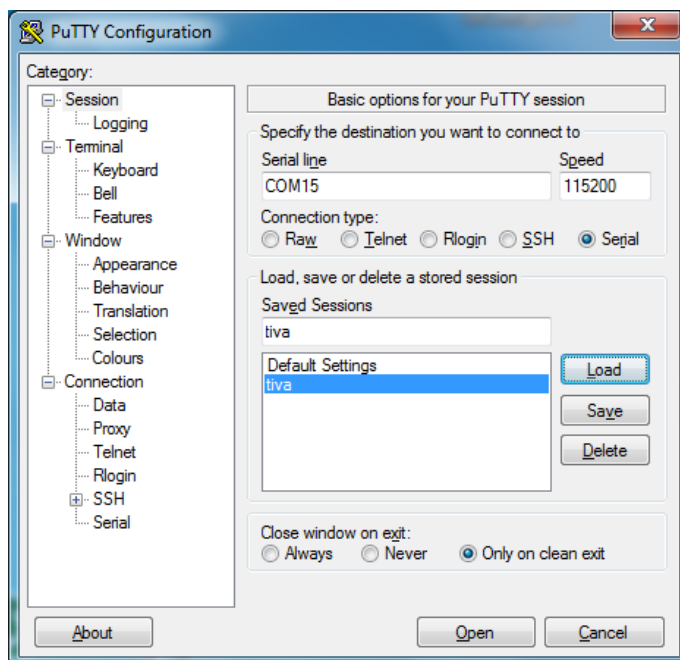 PuTTY Configuration
Category:
Session
Logging
Terminal
Keyboard
Bell
Features
Window
Appearance
Behaviour
Translation
Selection
Colours
Connection
Data
Proxy
Telnet
Rlogin
SSH
Serial
Basic options for your PuTTY session
Specify the destination you want to connect to
Serial line Speed
COM15 115200
Connection type:
Raw Telnet Rlogin SSH Serial
Load, save or delete a stored session
Saved Sessions
tiva
Default Settings
tiva
Load
Save
Delete
Close window on exit:
Always Never Only on clean exit
About Open Cancel